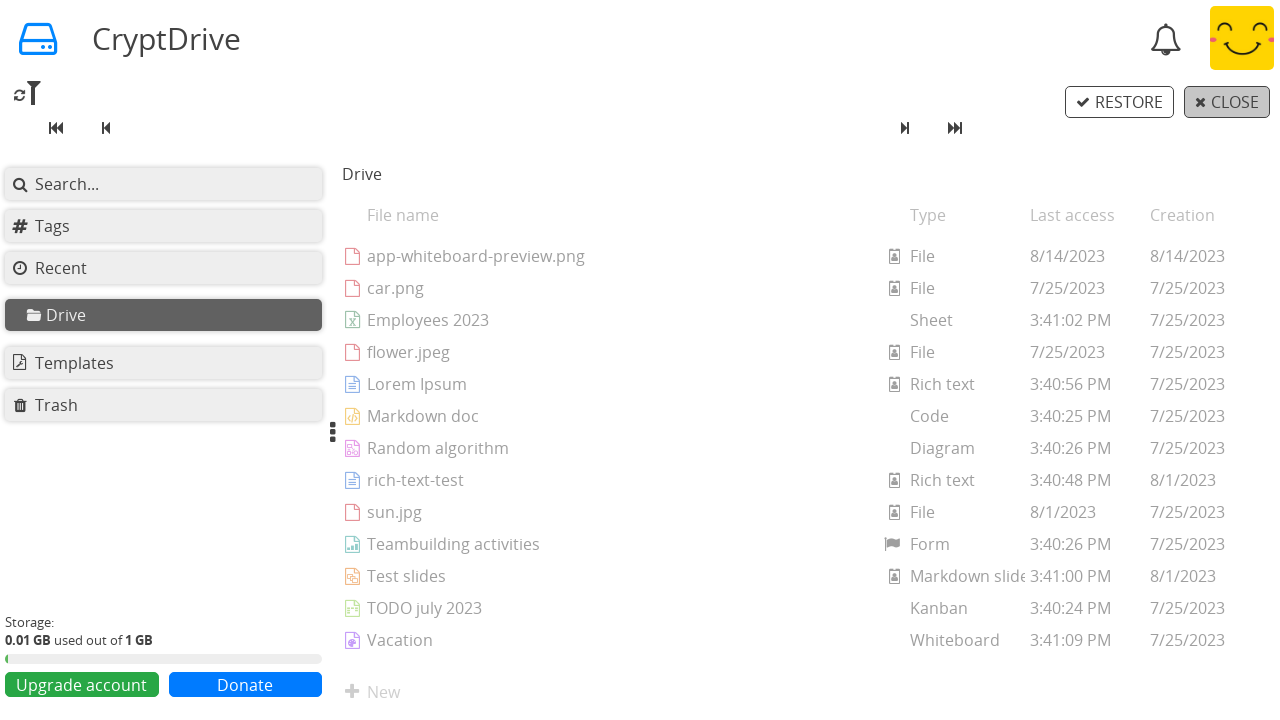 CryptDrive
RESTORE
CLOSE
Search...
Tags
Recent
Drive
Templates
Trash
Storage:
0.01 GB used out of 1 GB
Upgrade account
Donate
Drive
File name Type Last access Creation
app-whiteboard-preview.png File 8/14/2023 8/14/2023
car.png File 7/25/2023 7/25/2023
Employees 2023 Sheet 3:41:02 PM 7/25/2023
flower.jpeg File 7/25/2023 7/25/2023
Lorem Ipsum Rich text 3:40:56 PM 7/25/2023
Markdown doc Code 3:40:25 PM 7/25/2023
Random algorithm Diagram 3:40:26 PM 7/25/2023
rich-text-test Rich text 3:40:48 PM 8/1/2023
sun.jpg File 8/1/2023 7/25/2023
Teambuilding activities Form 3:40:26 PM 7/25/2023
Test slides Markdown slide 3:41:00 PM 8/1/2023
TODO july 2023 Kanban 3:40:24 PM 7/25/2023
Vacation Whiteboard 3:41:09 PM 7/25/2023
New